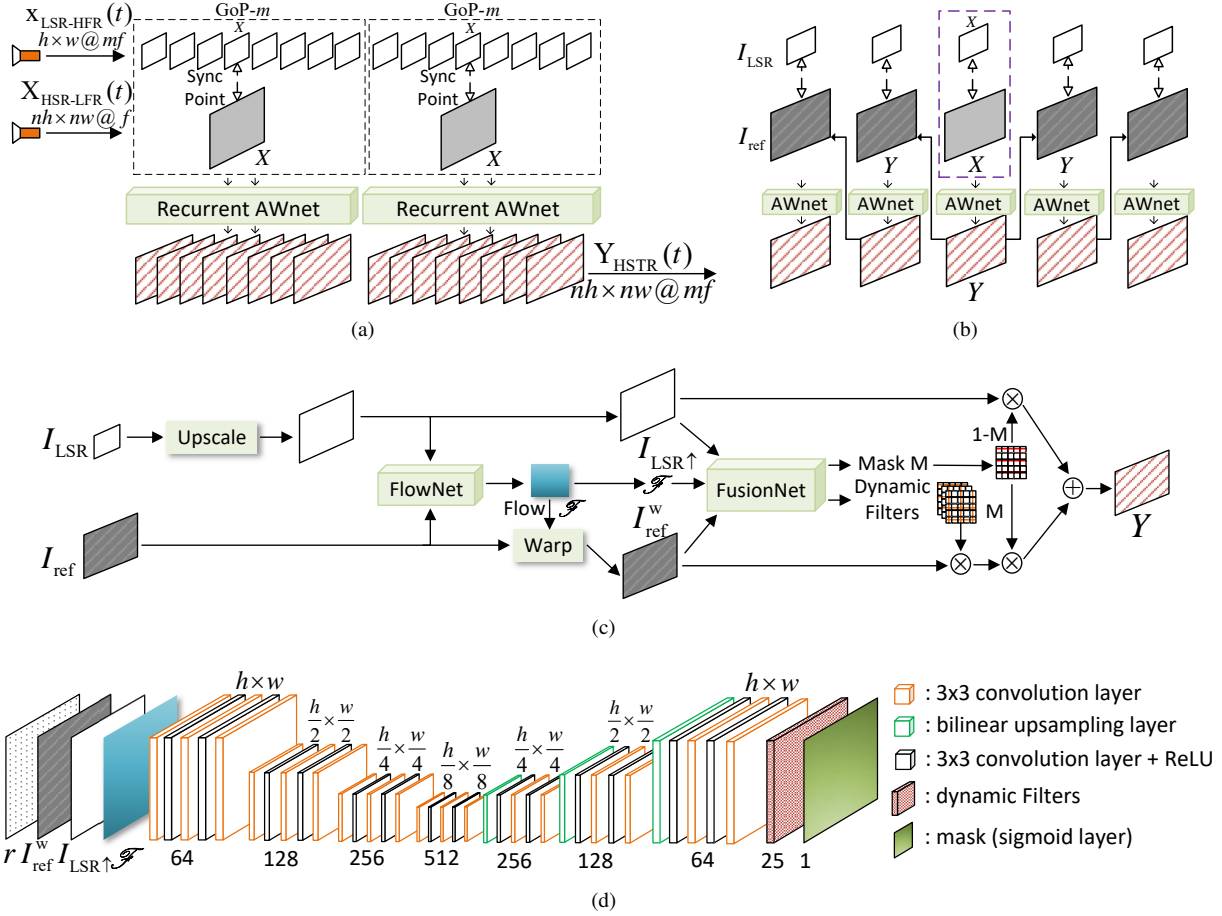 x_LSR-HFR(t)
h×w@mf
X_HSR-LFR(t)
nh×nw@f
GoP-m
X
Sync
Point
X
GoP-m
X
Sync
Point
X
Recurrent AWnet
Recurrent AWnet
Y_HSTR(t)
nh×nw@mf
(a)
I_LSR
X
I_ref
Y
X
Y
AWnet
AWnet
AWnet
AWnet
AWnet
Y
(b)
I_LSR
Upscale
I_ref
FlowNet
Flow ℱ
Warp
I_LSR↑
ℱ
I_ref^w
FusionNet
Mask M
Dynamic
Filters
1-M
M
Y
(c)
h×w
h/2 × w/2
h/4 × w/4
h/8 × w/8
h/4 × w/4
h/2 × w/2
h×w
r I_ref^w I_LSR↑ ℱ
64
128
256
512
256
128
64
25
1
: 3x3 convolution layer
: bilinear upsampling layer
: 3x3 convolution layer + ReLU
: dynamic Filters
: mask (sigmoid layer)
(d)